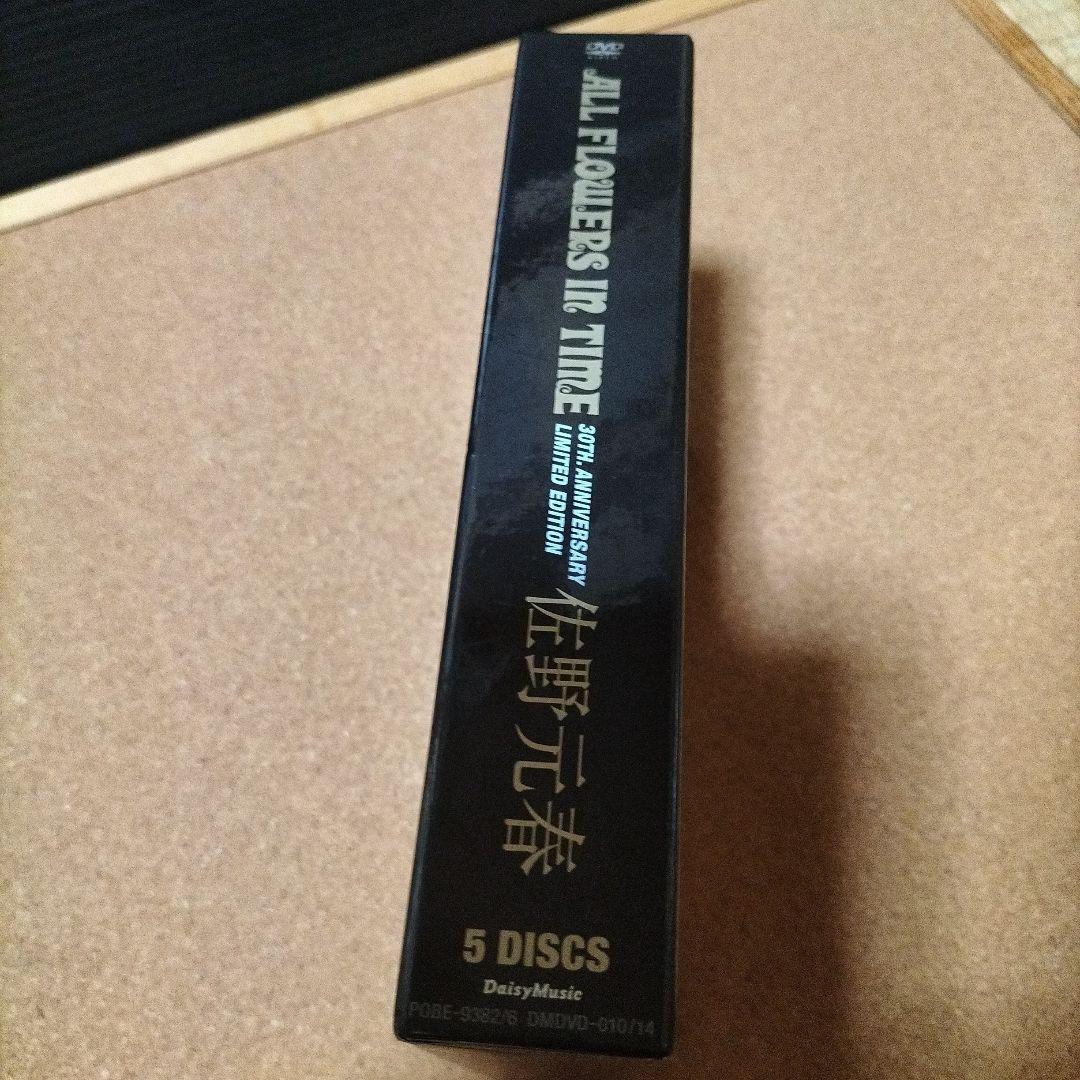 DVD
VIDEO
ALL FLOWERS IN TIME
30TH. ANNIVERSARY
LIMITED EDITION
佐野元春
5 DISCS
DaisyMusic
POBE-9382/6 DMDVD-010/14